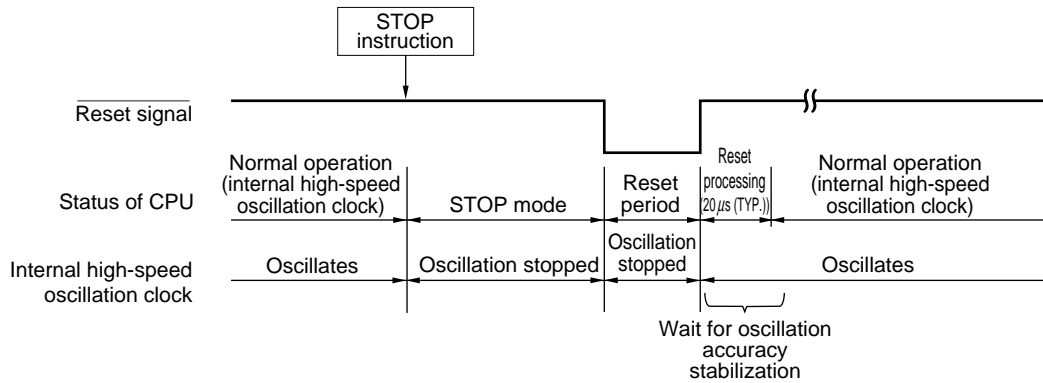 STOP
instruction
Reset signal
Normal operation
(internal high-speed
oscillation clock)
Status of CPU
STOP mode
Reset
period
Reset
processing
(20 μs (TYP.))
Normal operation
(internal high-speed
oscillation clock)
Internal high-speed
oscillation clock
Oscillates
Oscillation stopped
Oscillation
stopped
Oscillates
Wait for oscillation
accuracy
stabilization